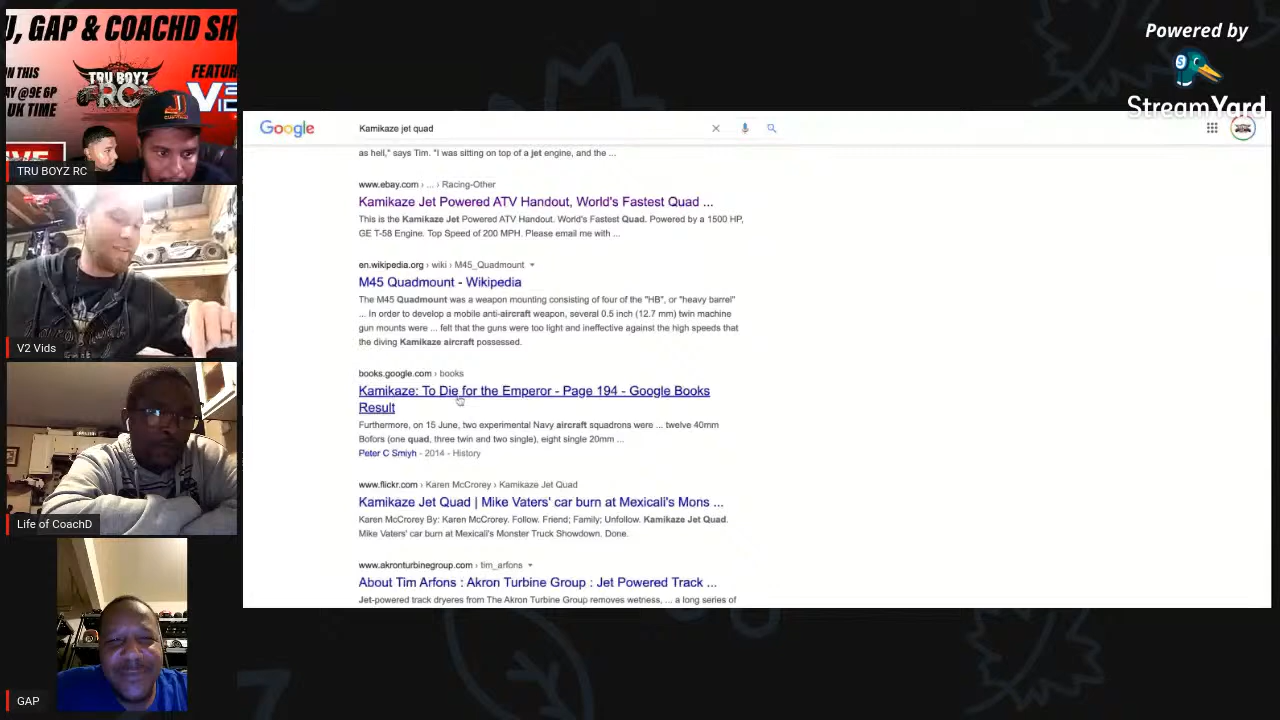 U, GAP & COACHD SH
ON THIS
AY @9E 6P
UK TIME
TRU BOYZ
RC
FEATUR
V2
VID
TRU BOYZ RC
V2 Vids
Life of CoachD
GAP
Powered by
StreamYard
Google
Kamikaze jet quad
as hell," says Tim. "I was sitting on top of a jet engine, and the ...
www.ebay.com › ... › Racing-Other
Kamikaze Jet Powered ATV Handout, World's Fastest Quad ...
This is the Kamikaze Jet Powered ATV Handout. World's Fastest Quad. Powered by a 1500 HP,
GE T-58 Engine. Top Speed of 200 MPH. Please email me with ...
en.wikipedia.org › wiki › M45_Quadmount
M45 Quadmount - Wikipedia
The M45 Quadmount was a weapon mounting consisting of four of the "HB", or "heavy barrel"
... In order to develop a mobile anti-aircraft weapon, several 0.5 inch (12.7 mm) twin machine
gun mounts were ... felt that the guns were too light and ineffective against the high speeds that
the diving Kamikaze aircraft possessed.
books.google.com › books
Kamikaze: To Die for the Emperor - Page 194 - Google Books
Result
Furthermore, on 15 June, two experimental Navy aircraft squadrons were ... twelve 40mm
Bofors (one quad, three twin and two single), eight single 20mm ...
Peter C Smiyh - 2014 - History
www.flickr.com › Karen McCrorey › Kamikaze Jet Quad
Kamikaze Jet Quad | Mike Vaters' car burn at Mexicali's Mons ...
Karen McCrorey By: Karen McCrorey. Follow. Friend; Family; Unfollow. Kamikaze Jet Quad.
Mike Vaters' car burn at Mexicali's Monster Truck Showdown. Done.
www.akronturbinegroup.com › tim_arfons
About Tim Arfons : Akron Turbine Group : Jet Powered Track ...
Jet-powered track dryeres from The Akron Turbine Group removes wetness, ... a long series of